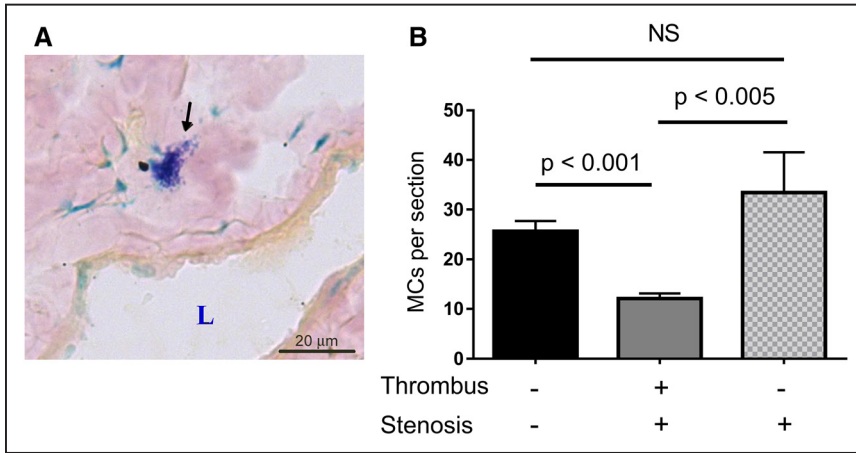 A
L
20 µm
B
NS
p < 0.005
p < 0.001
MCs per section
50
40
30
20
10
0
Thrombus - + -
Stenosis - + +